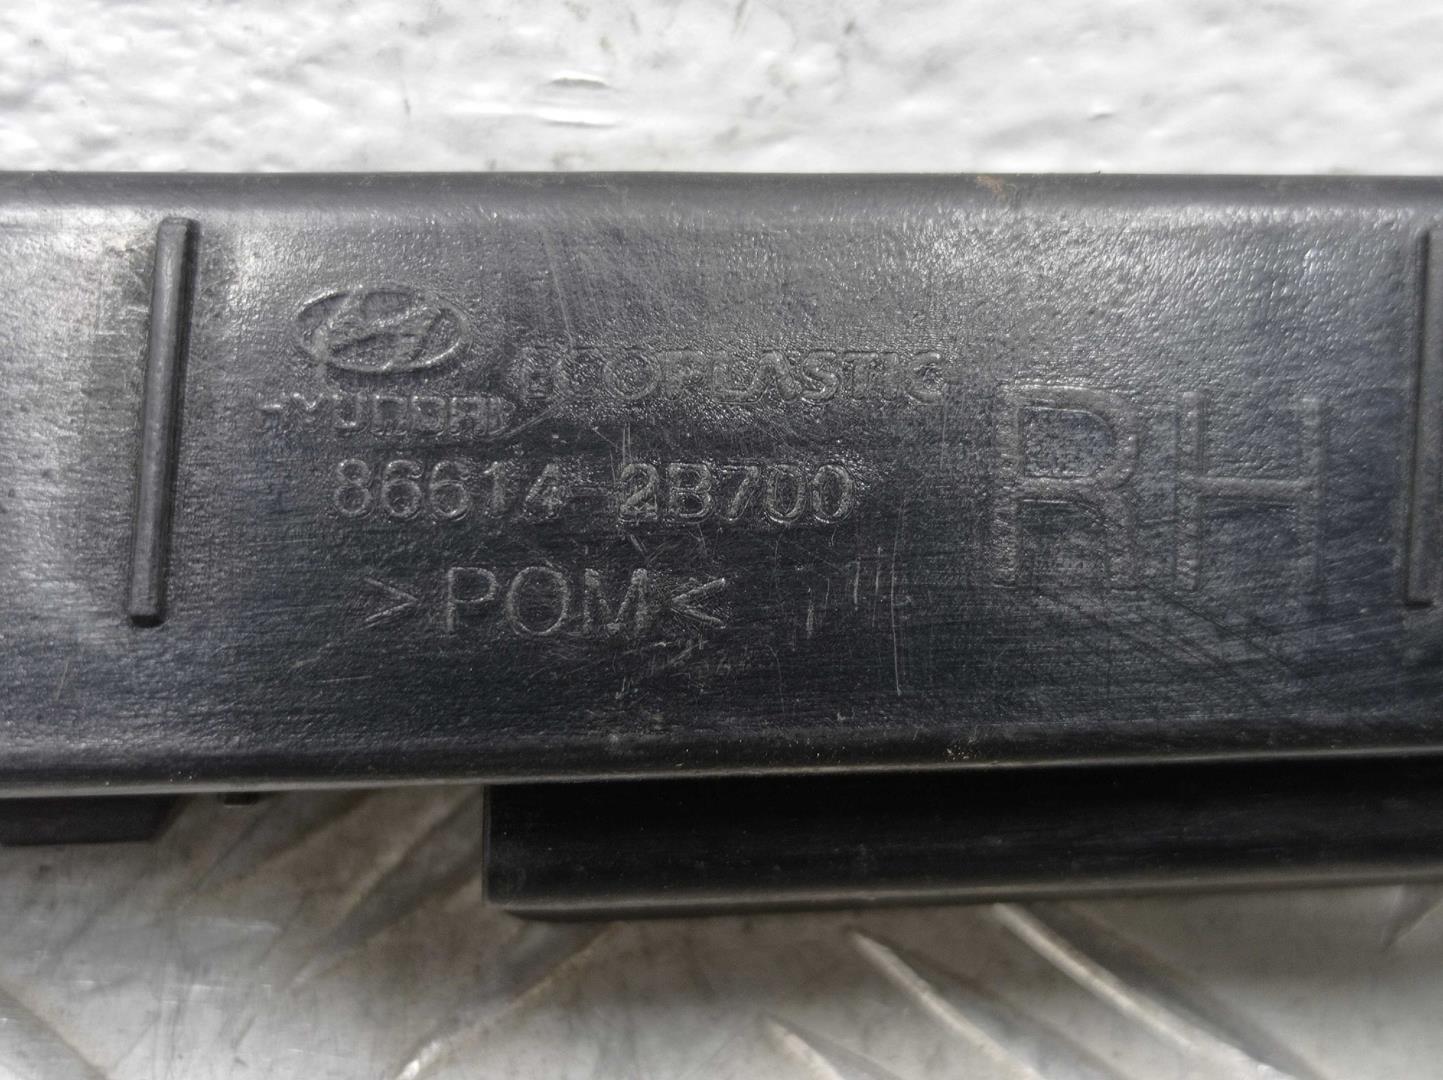 HYUNDAI ECOPLASTIC
86614-2B700
RH
>POM<